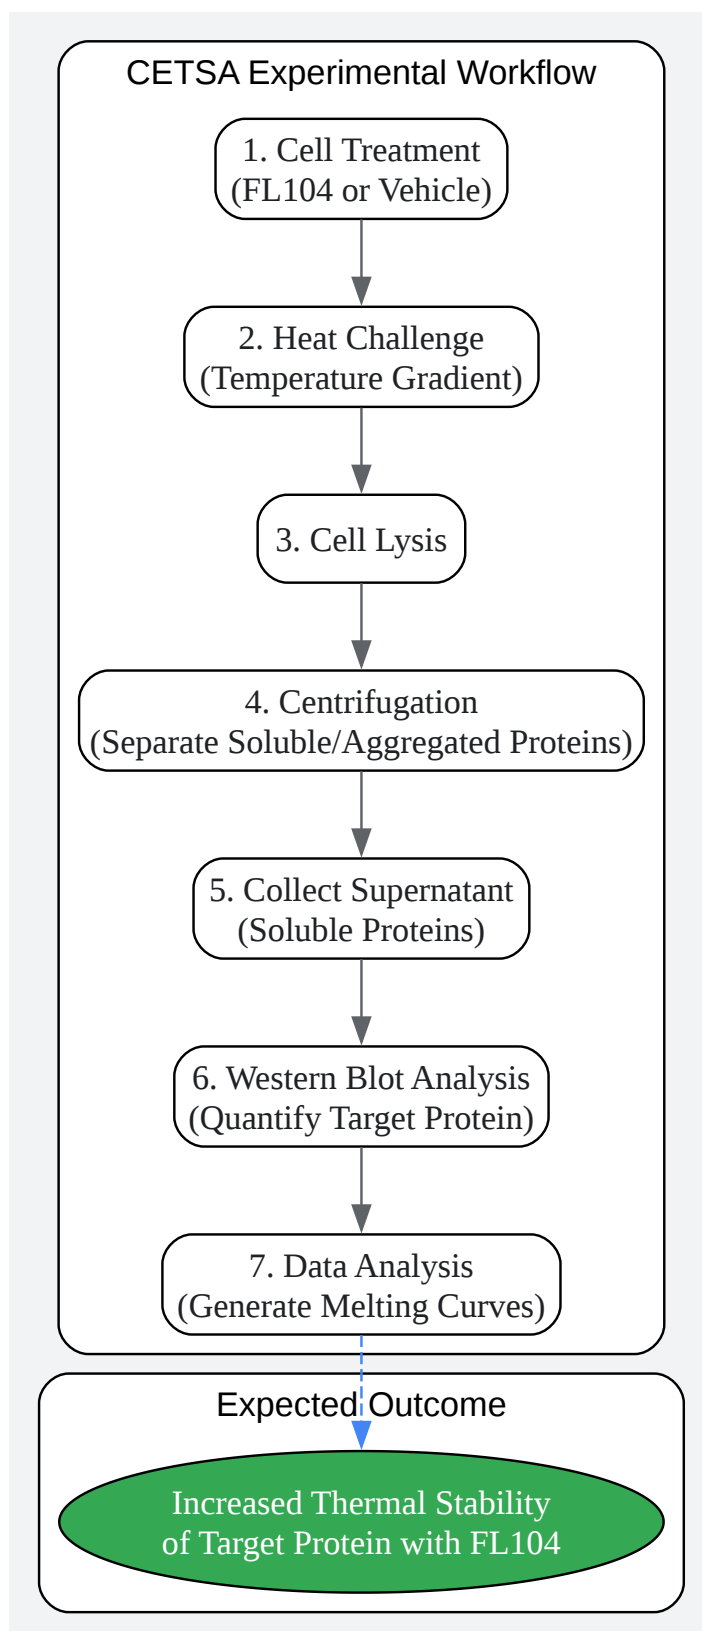 CETSA Experimental Workflow
1. Cell Treatment
(FL104 or Vehicle)
2. Heat Challenge
(Temperature Gradient)
3. Cell Lysis
4. Centrifugation
(Separate Soluble/Aggregated Proteins)
5. Collect Supernatant
(Soluble Proteins)
6. Western Blot Analysis
(Quantify Target Protein)
7. Data Analysis
(Generate Melting Curves)
Expected Outcome
Increased Thermal Stability
of Target Protein with FL104